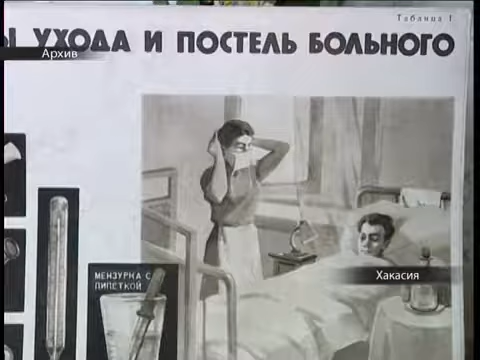 Таблица 1
Ы УХОДА И ПОСТЕЛЬ БОЛЬНОГО
Архив
МЕНЗУРКА С
ПИПЕТКОЙ
Хакасия